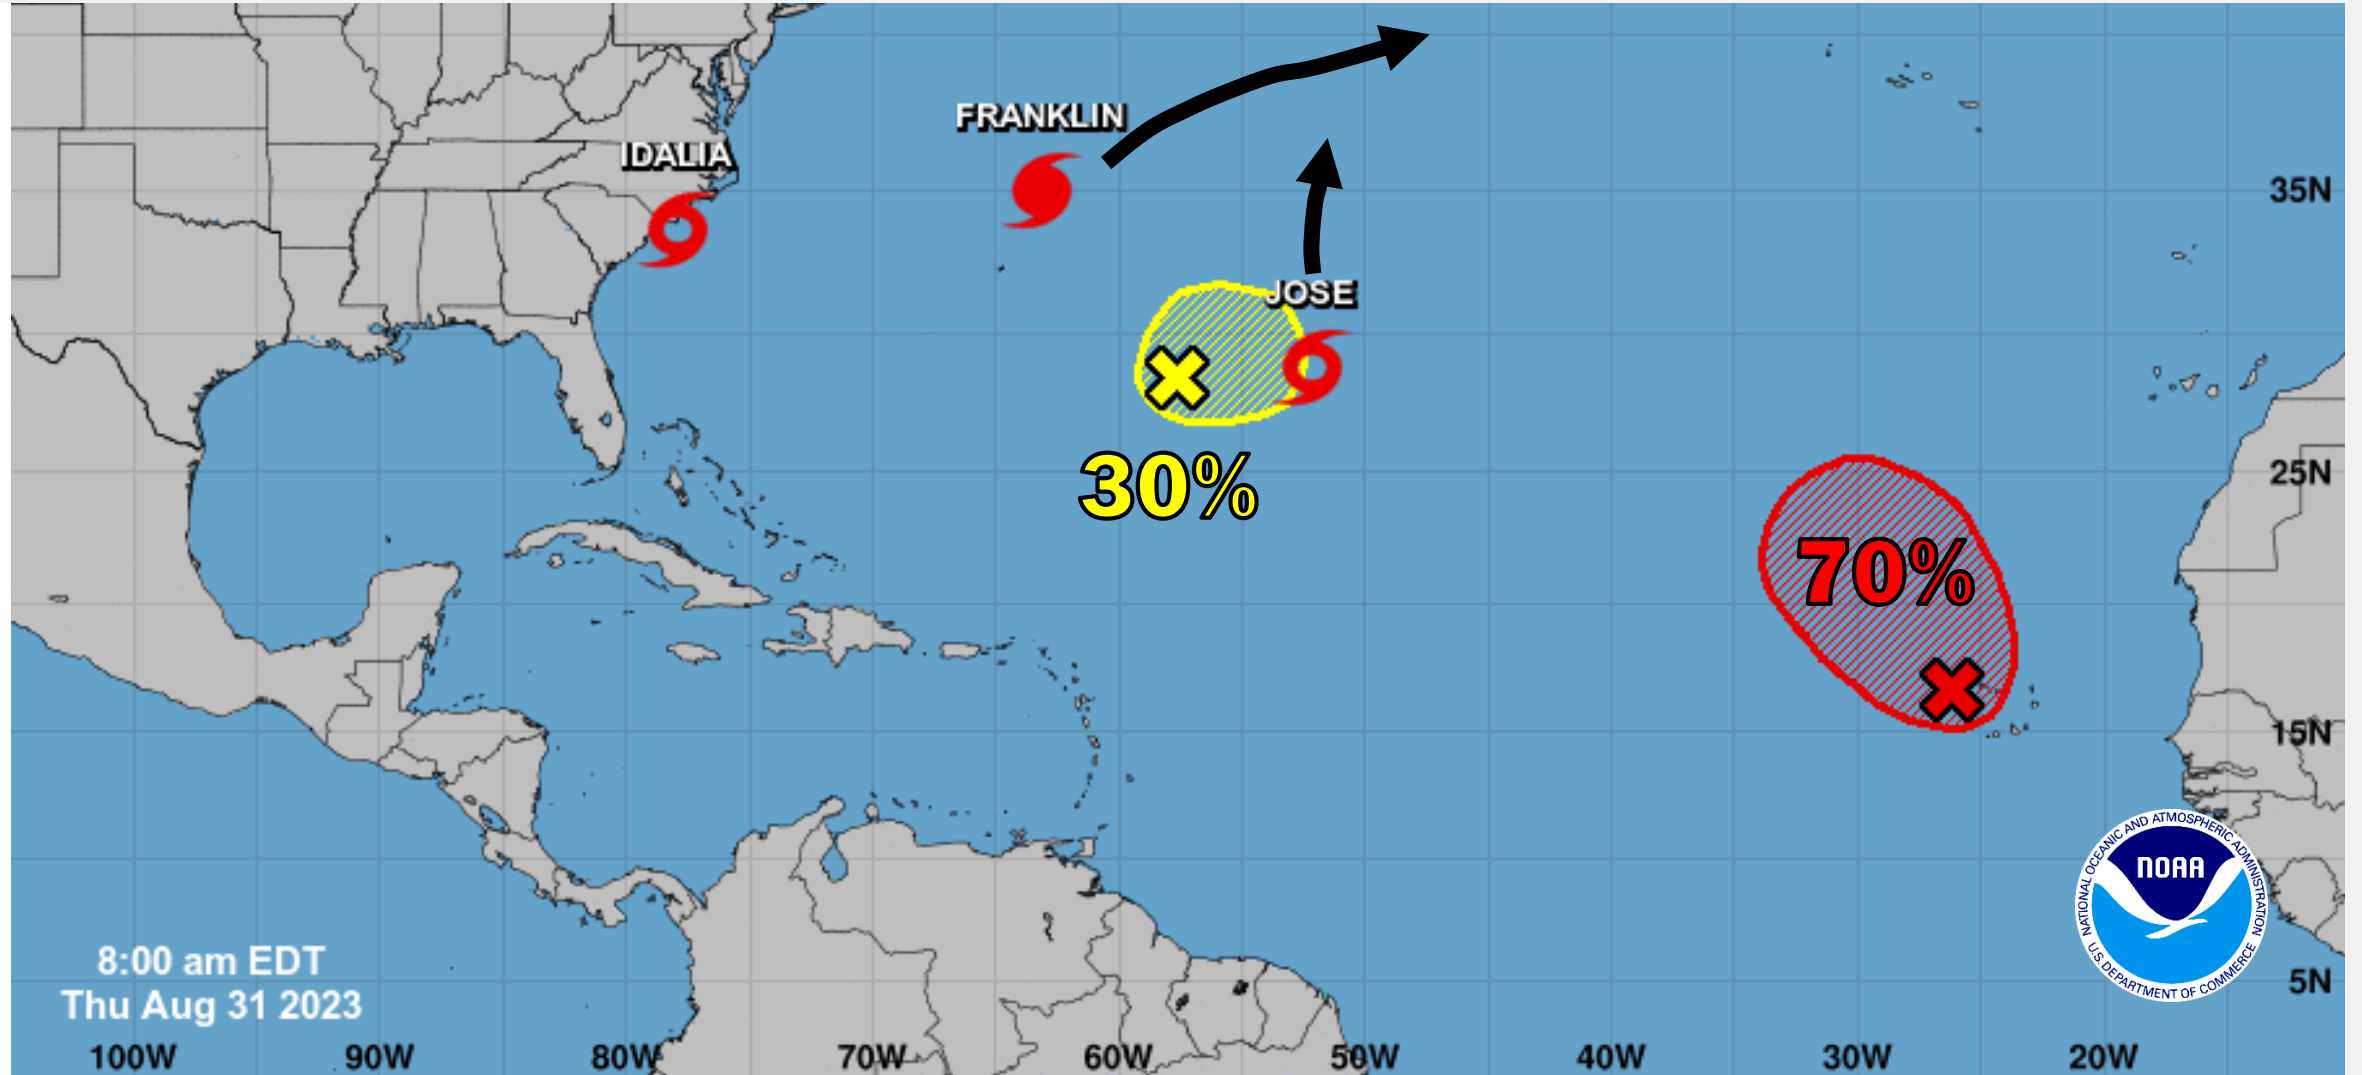 FRANKLIN
IDALIA
35N
JOSE
30%
25N
70%
15N
NATIONAL OCEANIC AND ATMOSPHERIC ADMINISTRATION
NOAA
U.S. DEPARTMENT OF COMMERCE
8:00 am EDT
Thu Aug 31 2023
5N
100W 90W 80W 70W 60W 50W 40W 30W 20W